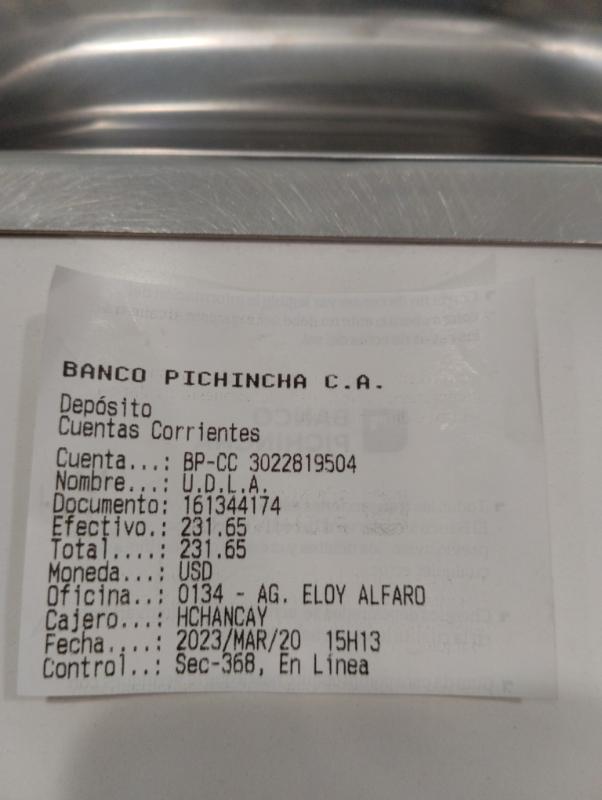 BANCO PICHINCHA C.A.
Depósito
Cuentas Corrientes
Cuenta...: BP-CC 3022819504
Nombre...: U.D.L.A.
Documento: 161344174
Efectivo.: 231.65
Total....: 231.65
Moneda...: USD
Oficina..: 0134 - AG. ELOY ALFARO
Cajero...: HCHANCAY
Fecha....: 2023/MAR/20 15H13
Control..: Sec-368, En Línea